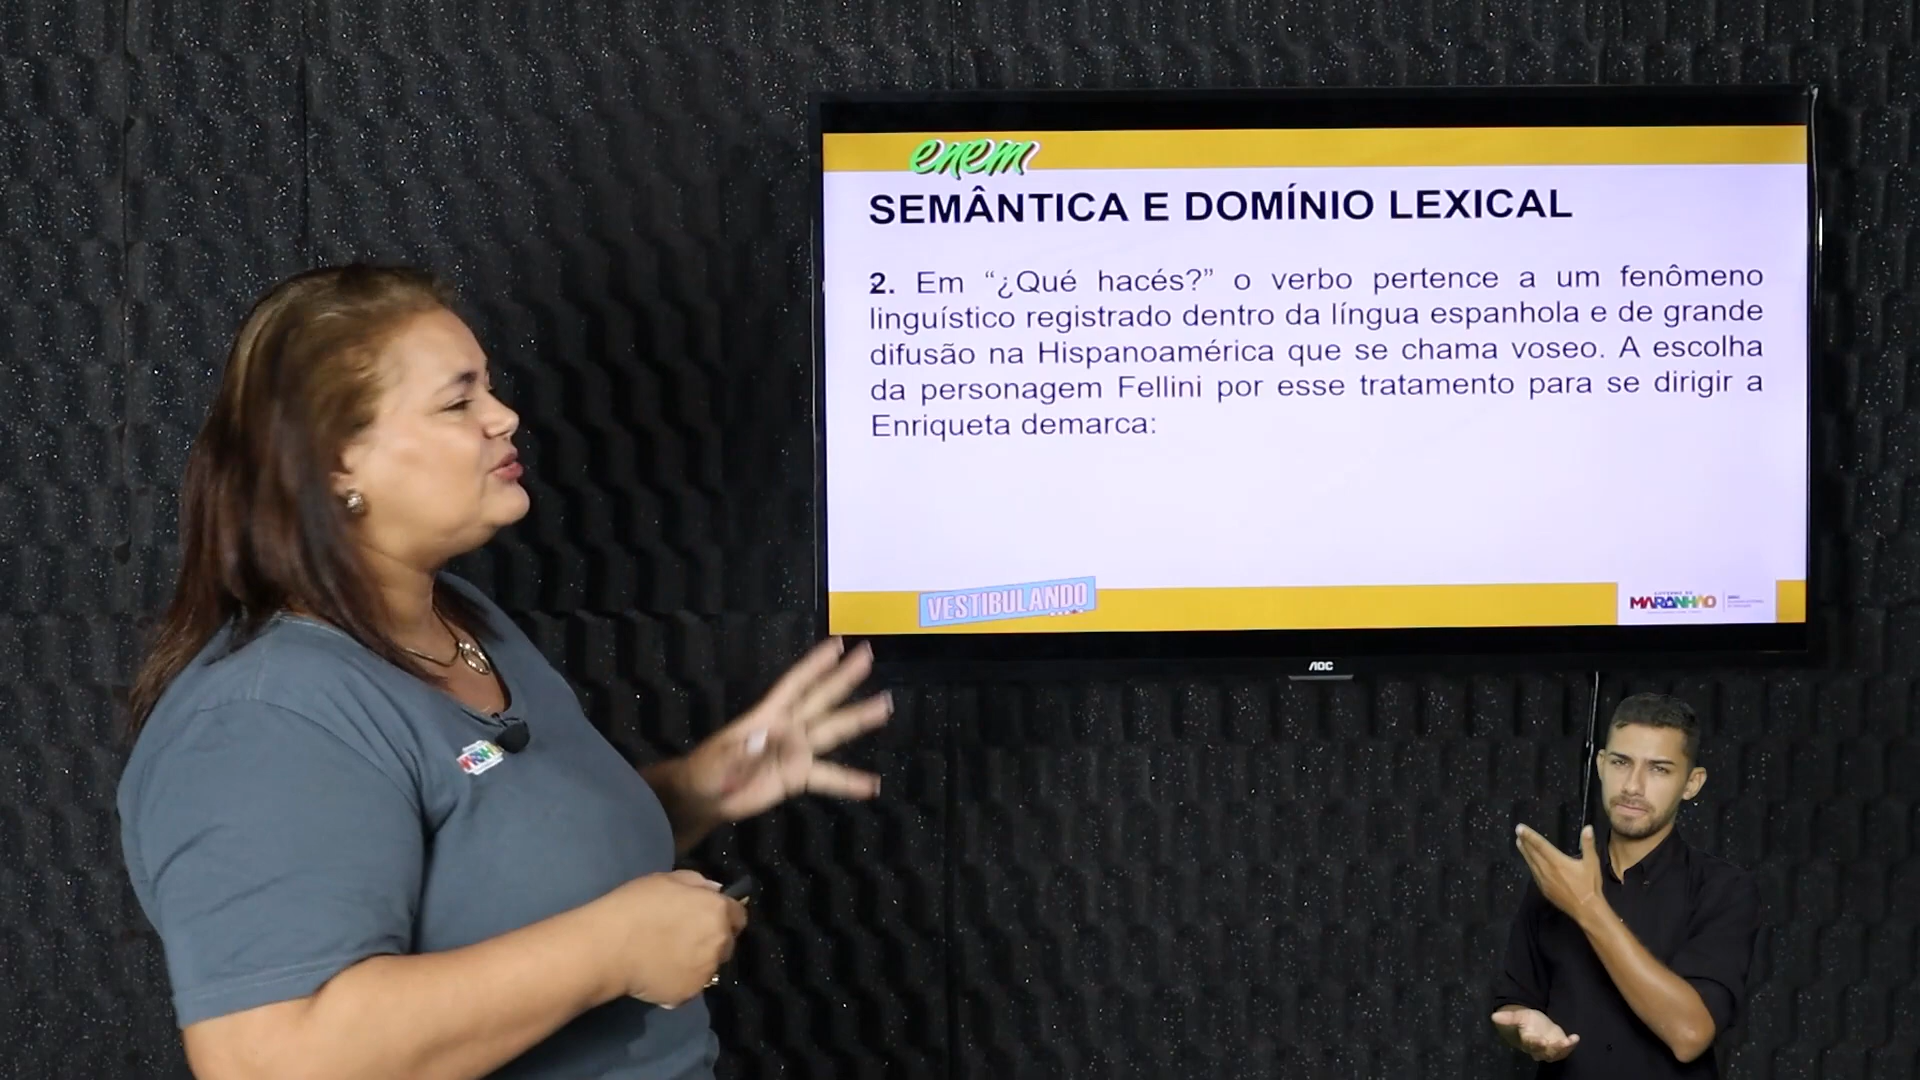 enem
SEMÂNTICA E DOMÍNIO LEXICAL
2. Em “¿Qué hacés?” o verbo pertence a um fenômeno
linguístico registrado dentro da língua espanhola e de grande
difusão na Hispanoamérica que se chama voseo. A escolha
da personagem Fellini por esse tratamento para se dirigir a
Enriqueta demarca:
VESTIBULANDO
GOVERNO DO
MARANHÃO
AOC